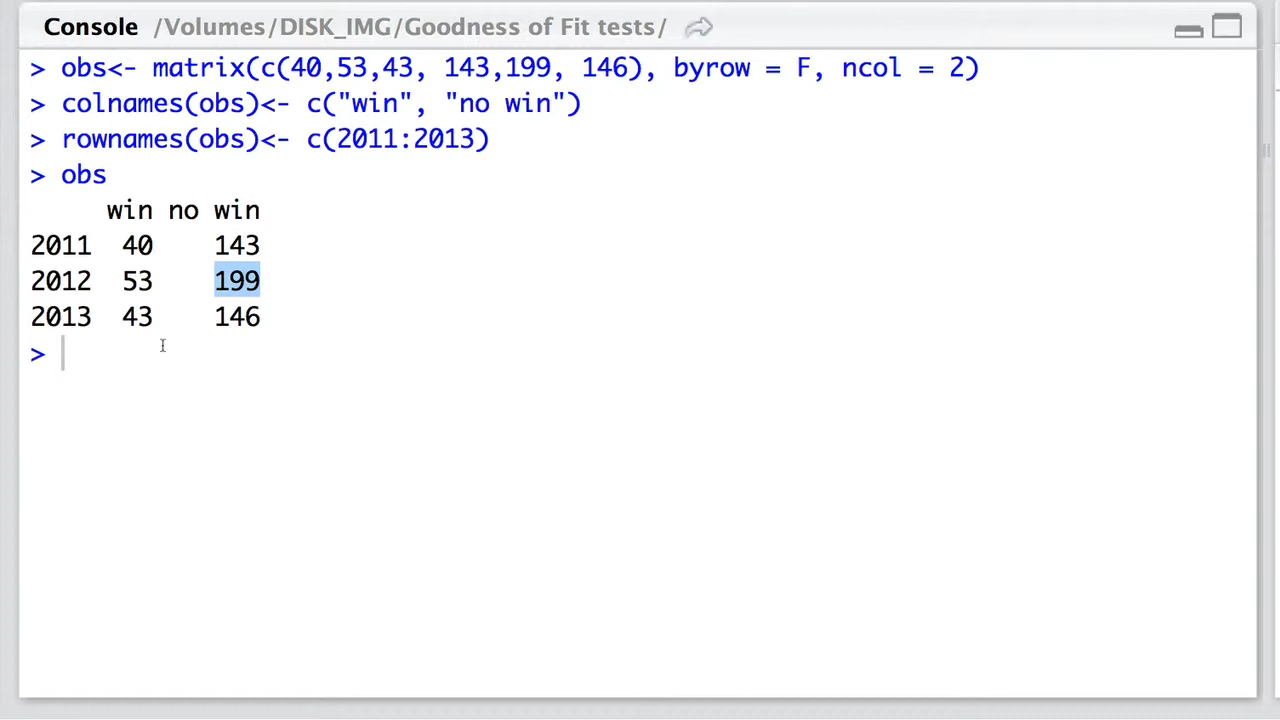 Console /Volumes/DISK_IMG/Goodness of Fit tests/
> obs<- matrix(c(40,53,43, 143,199, 146), byrow = F, ncol = 2)
> colnames(obs)<- c("win", "no win")
> rownames(obs)<- c(2011:2013)
> obs
win no win
2011 40 143
2012 53 199
2013 43 146
>